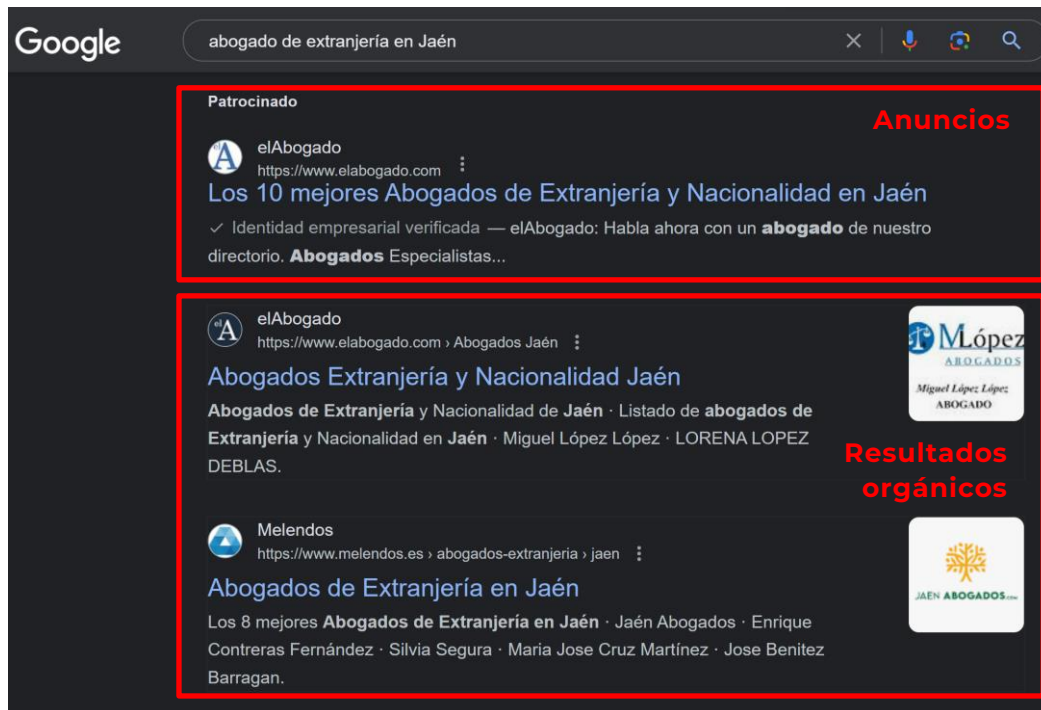 Google
abogado de extranjería en Jaén
Patrocinado
Anuncios
elAbogado
https://www.elabogado.com
Los 10 mejores Abogados de Extranjería y Nacionalidad en Jaén
Identidad empresarial verificada — elAbogado: Habla ahora con un abogado de nuestro
directorio. Abogados Especialistas...
elAbogado
https://www.elabogado.com › Abogados Jaén
Abogados Extranjería y Nacionalidad Jaén
Abogados de Extranjería y Nacionalidad de Jaén · Listado de abogados de
Extranjería y Nacionalidad en Jaén · Miguel López López · LORENA LOPEZ
DEBLAS.
MLópez
ABOGADOS
Miguel López López
ABOGADO
Resultados
orgánicos
Melendos
https://www.melendos.es › abogados-extranjeria › jaen
Abogados de Extranjería en Jaén
Los 8 mejores Abogados de Extranjería en Jaén · Jaén Abogados · Enrique
Contreras Fernández · Silvia Segura · Maria Jose Cruz Martínez · Jose Benitez
Barragan.
JAEN ABOGADOS.com